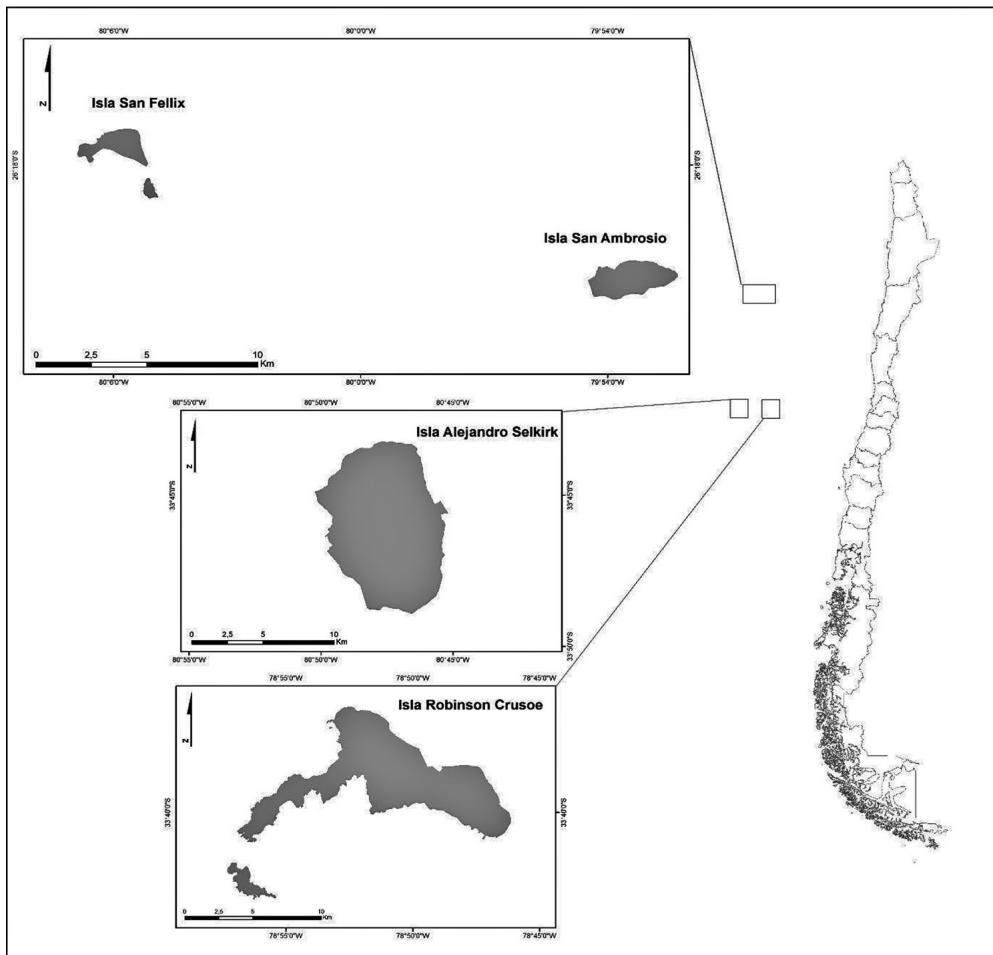 80°6'0"W 80°0'0"W 79°54'0"W
N
Isla San Fellix
26°18'0"S 26°18'0"S
Isla San Ambrosio
0 2,5 5 10
Km
80°6'0"W 80°0'0"W 79°54'0"W
80°55'0"W 80°50'0"W 80°45'0"W
N
Isla Alejandro Selkirk
33°45'0"S 33°45'0"S
0 2,5 5 10
Km
33°50'0"S
80°55'0"W 80°50'0"W 80°45'0"W
78°55'0"W 78°50'0"W 78°45'0"W
N
Isla Robinson Crusoe
33°40'0"S 33°40'0"S
0 2,5 5 10
Km
78°55'0"W 78°50'0"W 78°45'0"W